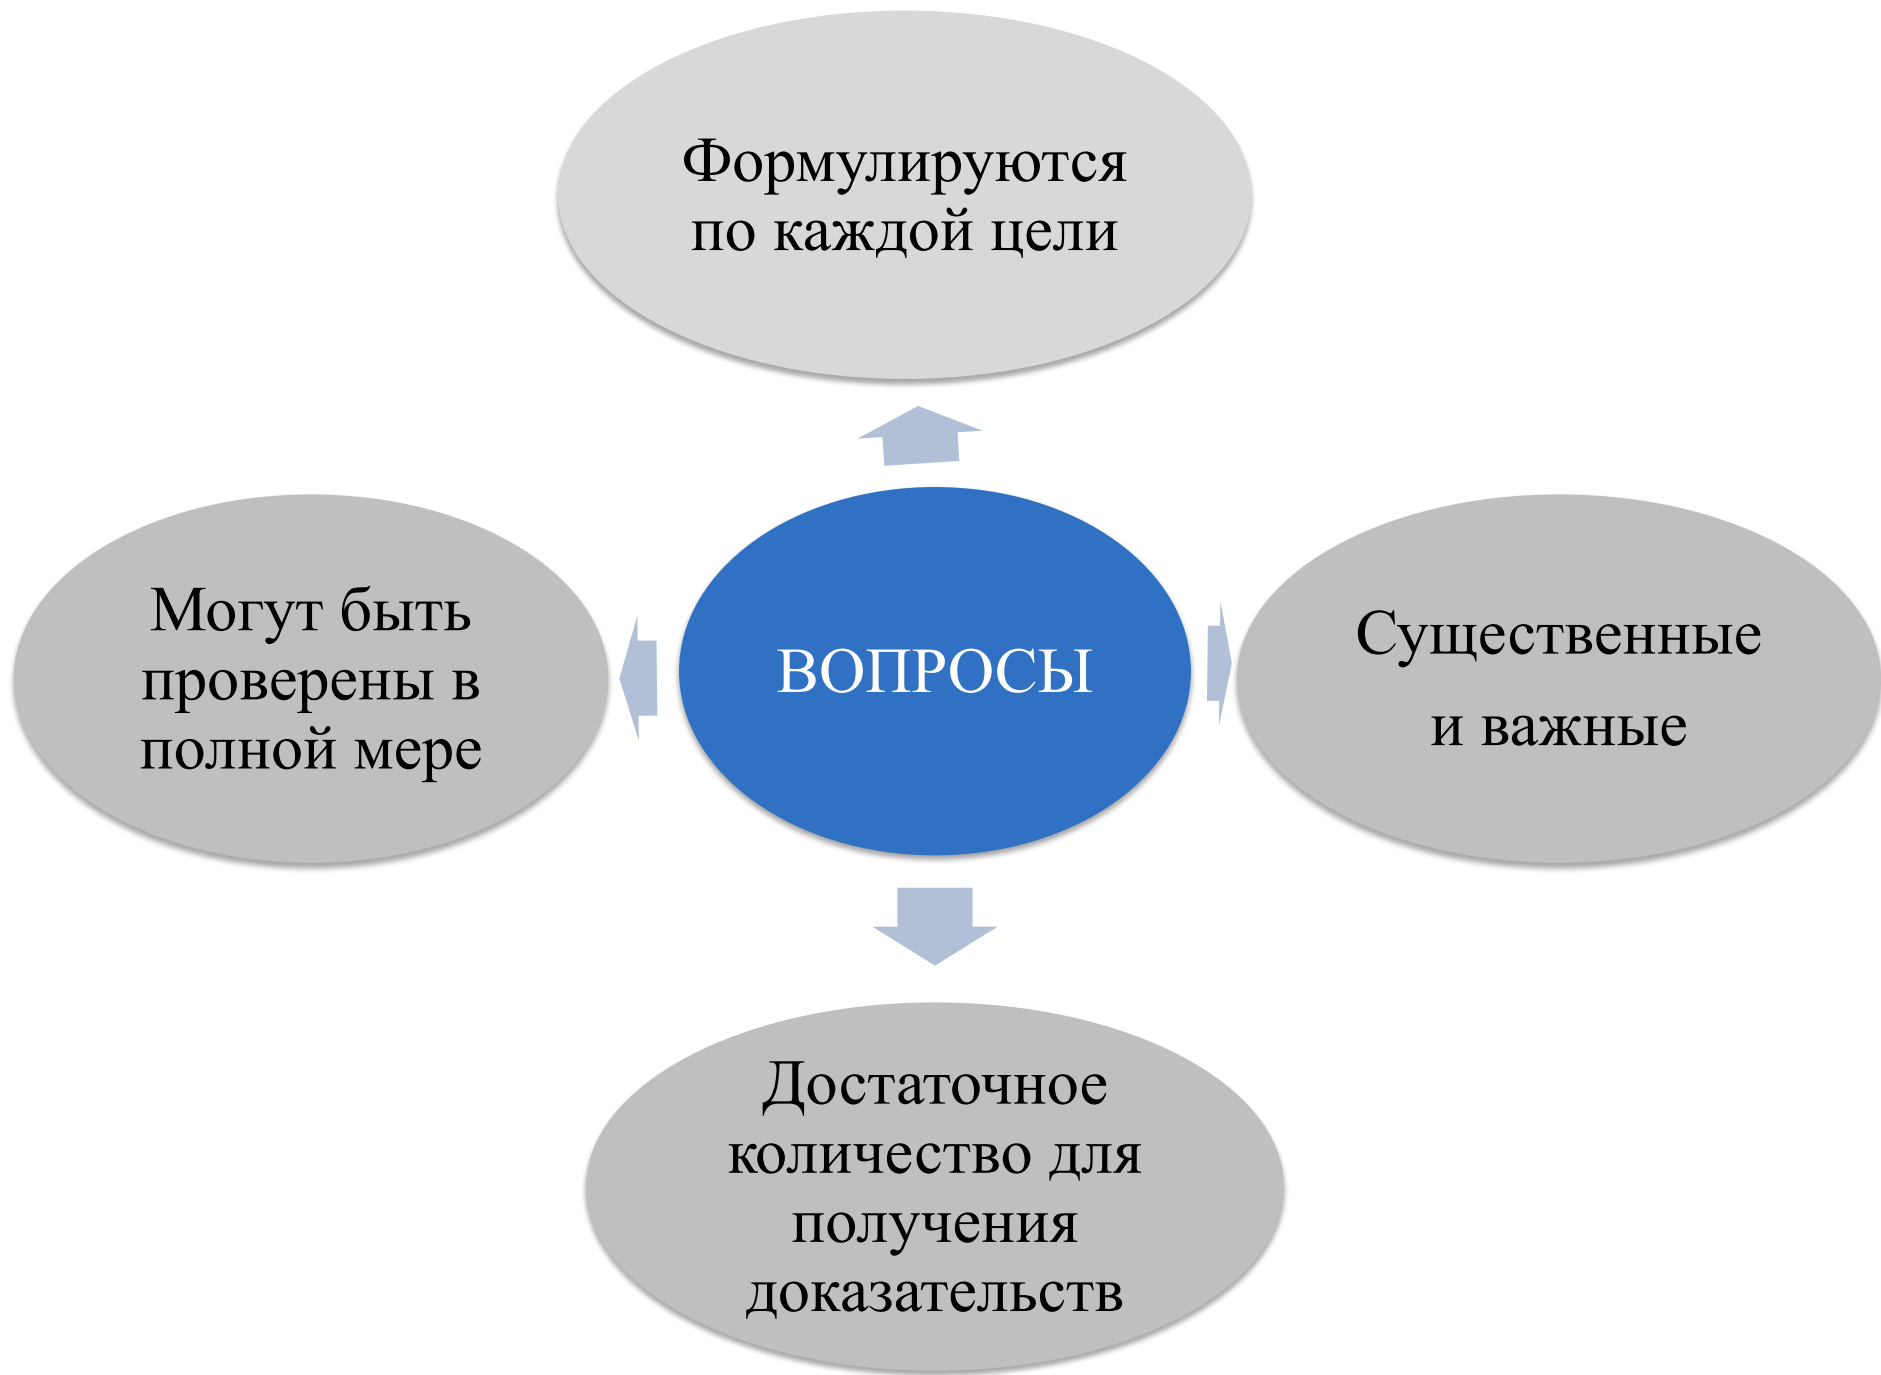 Формулируются
по каждой цели
Могут быть
проверены в
полной мере
ВОПРОСЫ
Существенные
и важные
Достаточное
количество для
получения
доказательств